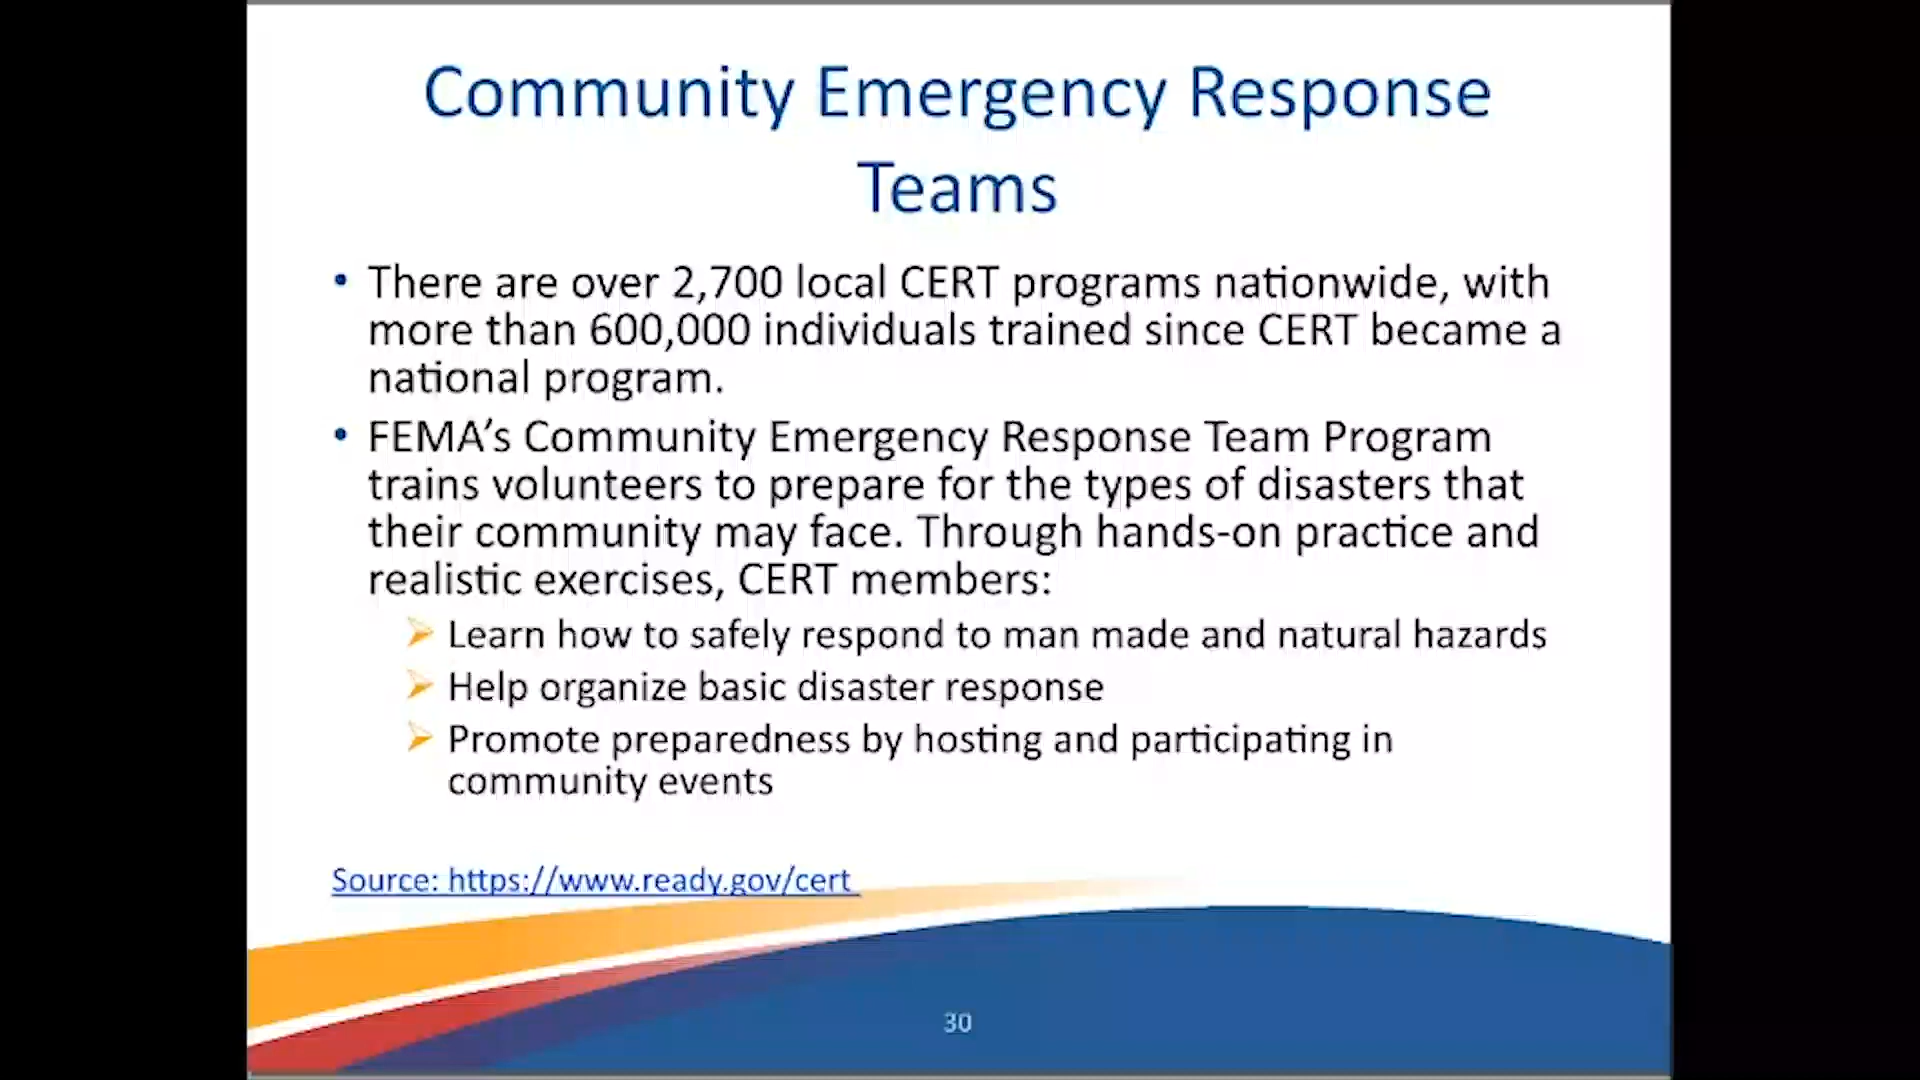 Community Emergency Response
Teams
• There are over 2,700 local CERT programs nationwide, with
more than 600,000 individuals trained since CERT became a
national program.
• FEMA’s Community Emergency Response Team Program
trains volunteers to prepare for the types of disasters that
their community may face. Through hands-on practice and
realistic exercises, CERT members:
➢ Learn how to safely respond to man made and natural hazards
➢ Help organize basic disaster response
➢ Promote preparedness by hosting and participating in
community events
Source: https://www.ready.gov/cert
30